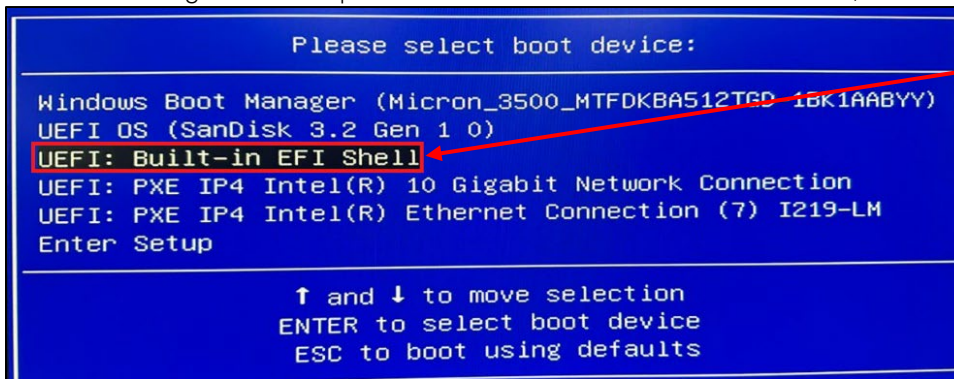 Please select boot device:
Windows Boot Manager (Micron_3500_MTFDKBA512TGD-1BK1AABYY)
UEFI OS (SanDisk 3.2 Gen 1 0)
UEFI: Built-in EFI Shell
UEFI: PXE IP4 Intel(R) 10 Gigabit Network Connection
UEFI: PXE IP4 Intel(R) Ethernet Connection (7) I219-LM
Enter Setup
↑ and ↓ to move selection
ENTER to select boot device
ESC to boot using defaults